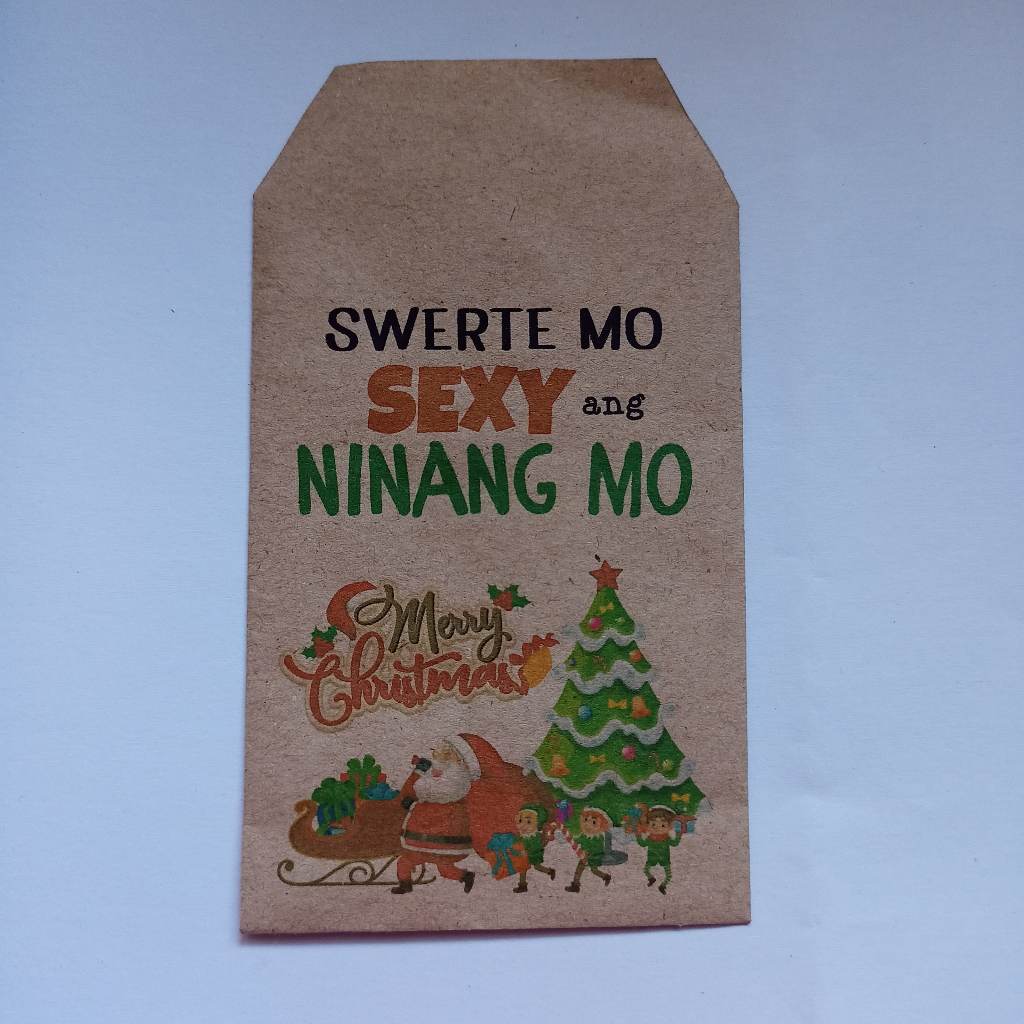 SWERTE MO
SEXY ang
NINANG MO
Merry
Christmas